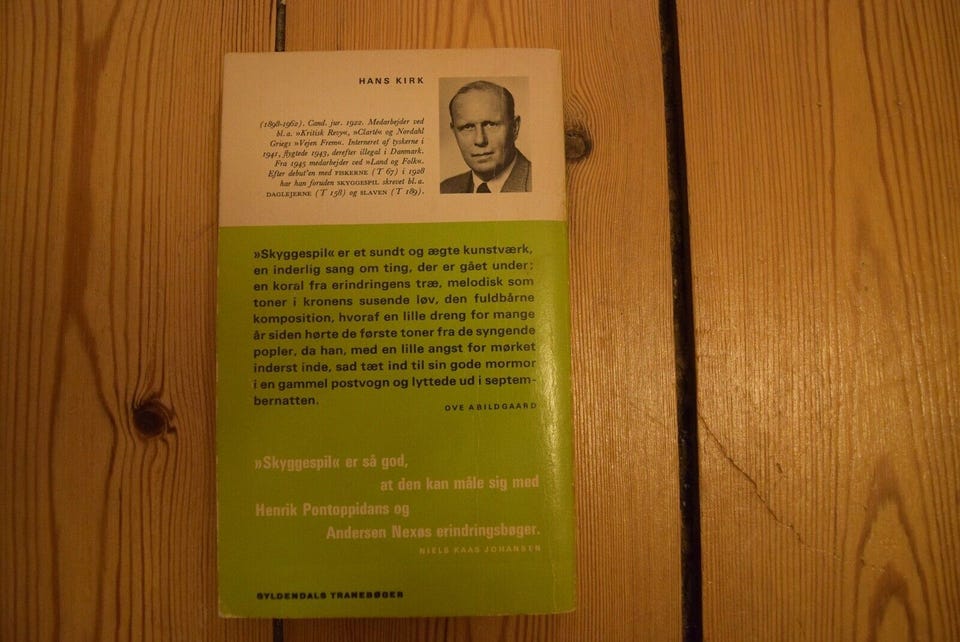 HANS KIRK
(1898-1962). Cand. jur. 1922. Medarbejder ved
bl. a. »Kritisk Revy«, »Clarté« og Nordahl
Griegs »Vejen Frem«. Interneret af tyskerne i
1941, flygtede 1943, derefter illegal i Danmark.
Fra 1945 medarbejder ved »Land og Folk«.
Efter debut'en med FISKERNE (T 67) i 1928
har han foruden SKYGGESPIL skrevet bl. a.
DAGLEJERNE (T 158) og SLAVEN (T 189).
»Skyggespil« er et sundt og ægte kunstværk,
en inderlig sang om ting, der er gået under;
en koral fra erindringens træ, melodisk som
toner i kronens susende løv, den fuldbårne
komposition, hvoraf en lille dreng for mange
år siden hørte de første toner fra de syngende
popler, da han, med en lille angst for mørket
inderst inde, sad tæt ind til sin gode mormor
i en gammel postvogn og lyttede ud i septem-
bernatten.
OVE ABILDGAARD
»Skyggespil« er så god,
at den kan måle sig med
Henrik Pontoppidans og
Andersen Nexøs erindringsbøger.
NIELS KAAS JOHANSEN
GYLDENDALS TRANEBØGER